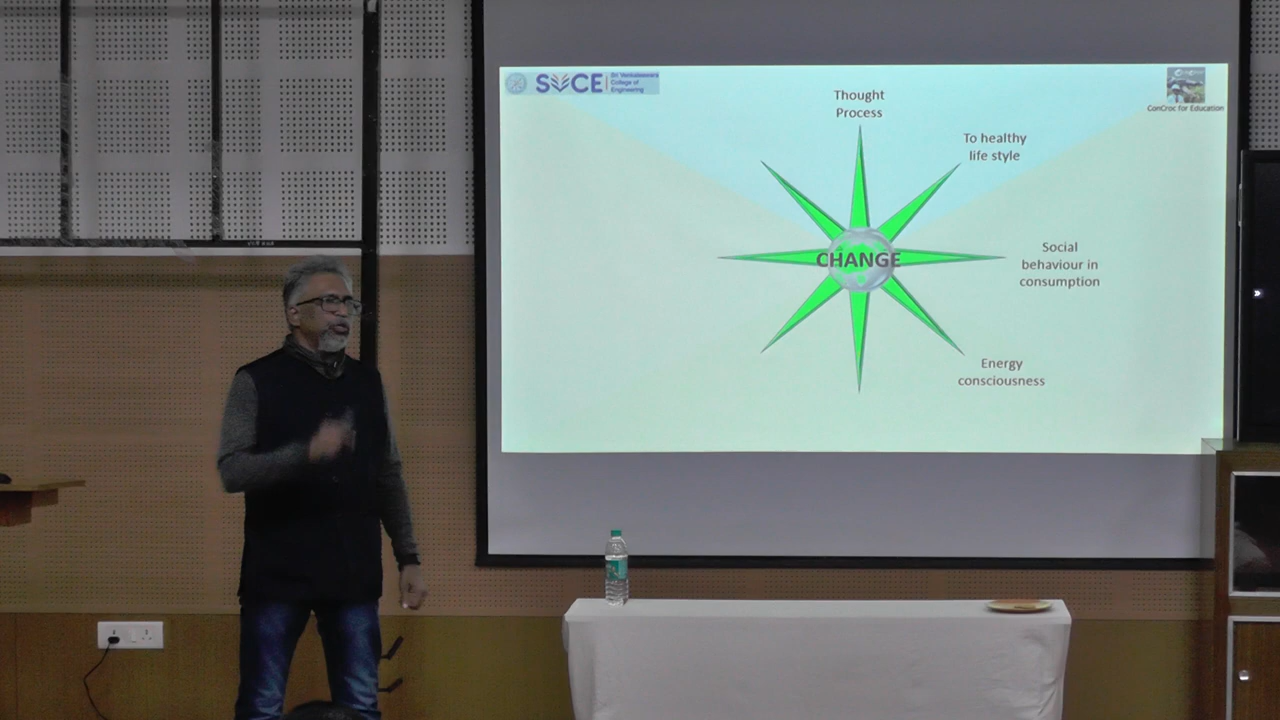 SVCE
Sri Venkateswara
College of
Engineering
ConCroc for Education
Thought
Process
To healthy
life style
CHANGE
Social
behaviour in
consumption
Energy
consciousness